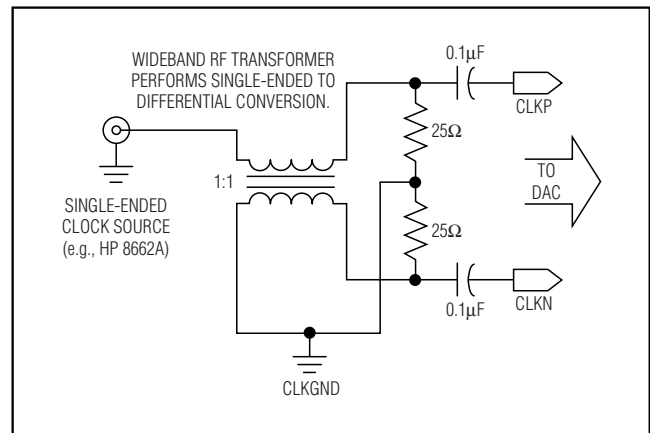 WIDEBAND RF TRANSFORMER
PERFORMS SINGLE-ENDED TO
DIFFERENTIAL CONVERSION.
0.1μF
CLKP
25Ω
1:1
TO
DAC
SINGLE-ENDED
CLOCK SOURCE
(e.g., HP 8662A)
25Ω
0.1μF
CLKN
CLKGND